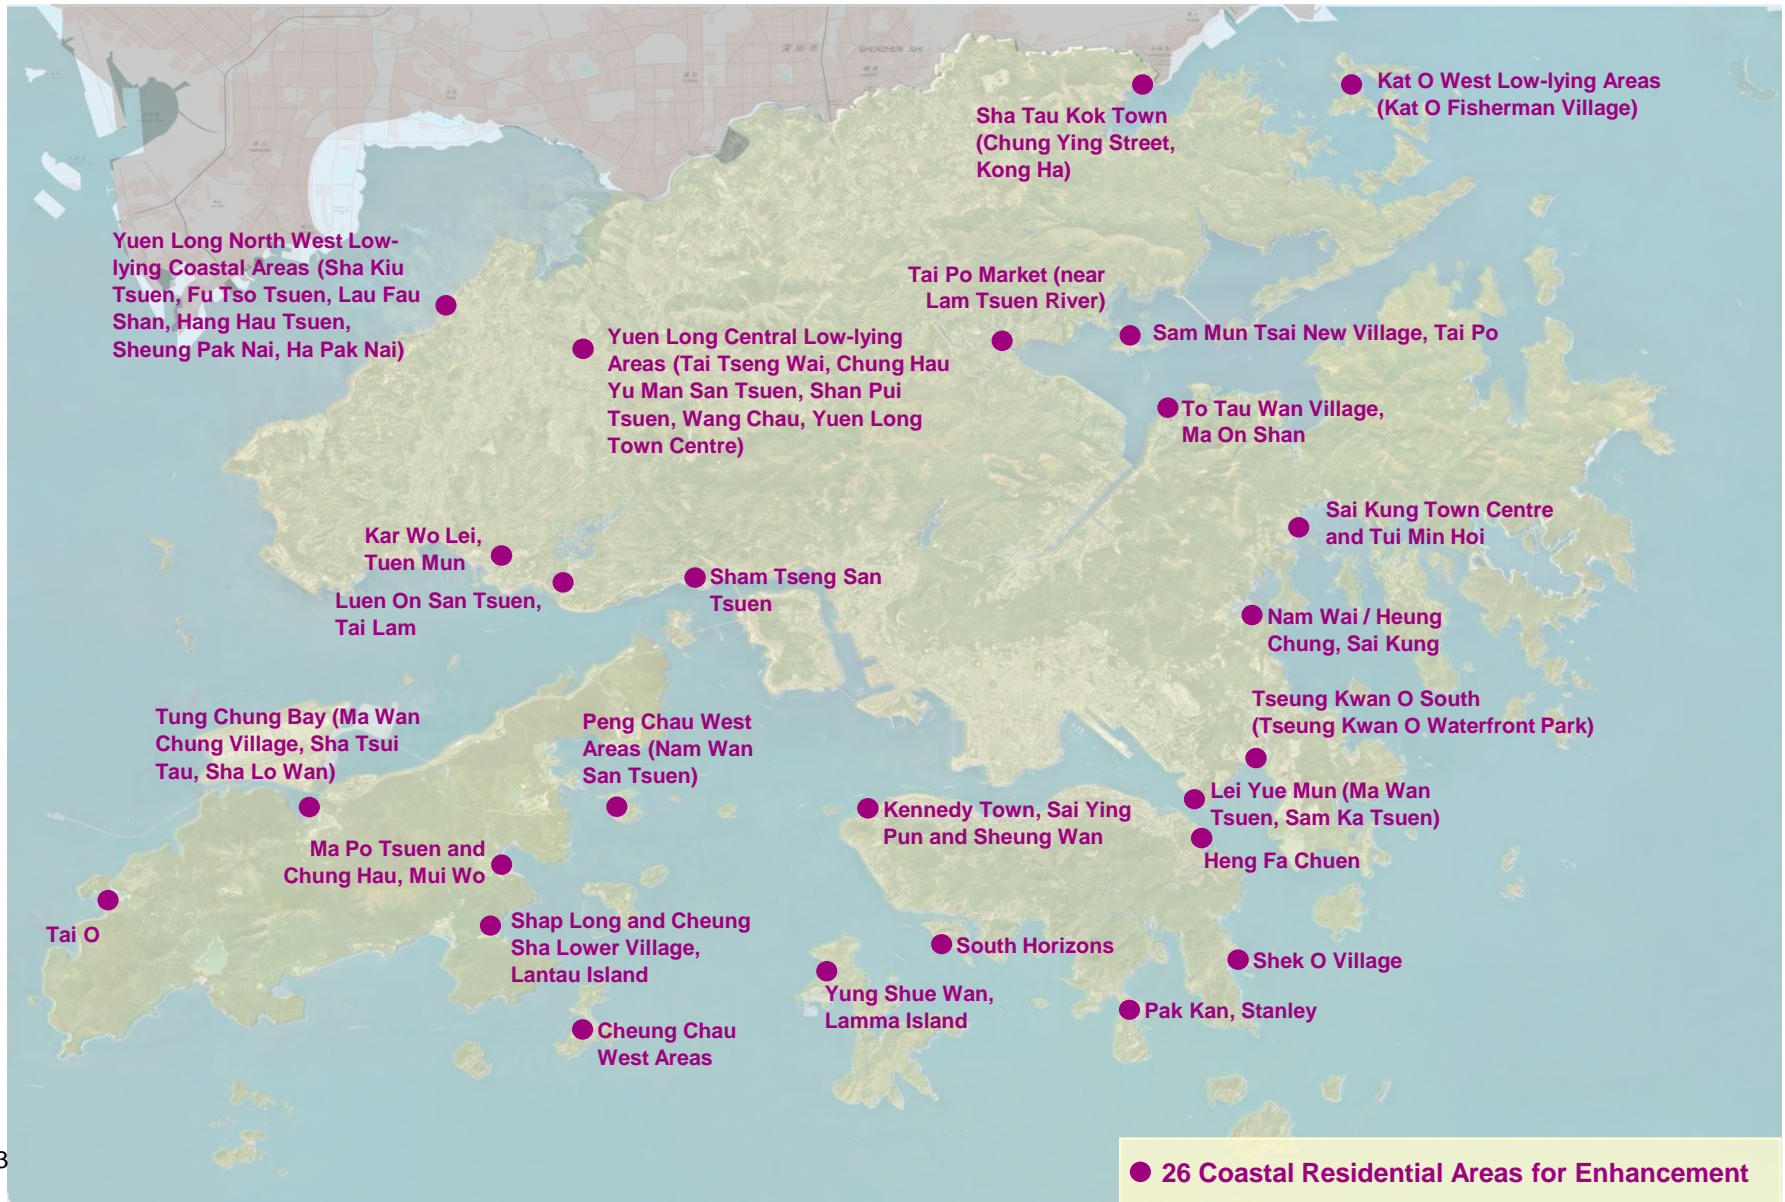 深圳市
SHENZHEN SHI
Kat O West Low-lying Areas
(Kat O Fisherman Village)
Sha Tau Kok Town
(Chung Ying Street,
Kong Ha)
Yuen Long North West Low-
lying Coastal Areas (Sha Kiu
Tsuen, Fu Tso Tsuen, Lau Fau
Shan, Hang Hau Tsuen,
Sheung Pak Nai, Ha Pak Nai)
Tai Po Market (near
Lam Tsuen River)
Sam Mun Tsai New Village, Tai Po
Yuen Long Central Low-lying
Areas (Tai Tseng Wai, Chung Hau
Yu Man San Tsuen, Shan Pui
Tsuen, Wang Chau, Yuen Long
Town Centre)
To Tau Wan Village,
Ma On Shan
Sai Kung Town Centre
and Tui Min Hoi
Kar Wo Lei,
Tuen Mun
Luen On San Tsuen,
Tai Lam
Sham Tseng San
Tsuen
Nam Wai / Heung
Chung, Sai Kung
Tseung Kwan O South
(Tseung Kwan O Waterfront Park)
Tung Chung Bay (Ma Wan
Chung Village, Sha Tsui
Tau, Sha Lo Wan)
Peng Chau West
Areas (Nam Wan
San Tsuen)
Kennedy Town, Sai Ying
Pun and Sheung Wan
Lei Yue Mun (Ma Wan
Tsuen, Sam Ka Tsuen)
Heng Fa Chuen
Ma Po Tsuen and
Chung Hau, Mui Wo
Tai O
Shap Long and Cheung
Sha Lower Village,
Lantau Island
South Horizons
Shek O Village
Yung Shue Wan,
Lamma Island
Pak Kan, Stanley
Cheung Chau
West Areas
3
26 Coastal Residential Areas for Enhancement